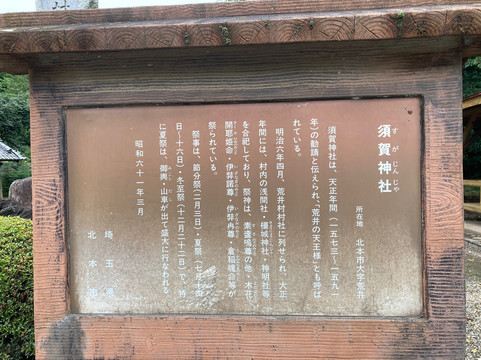 すがじんじゃ
須賀神社
所在地 北本市大字荒井
須賀神社は、天正年間(一五七三~一五九一
年)の勧請と伝えられ、「荒井の天王様」とも呼ば
れている。
明治六年四月、荒井村村社に列せられ、大正
年間には、村内の浅間社・城神社・神明社等
を合祀しており、祭神は、素盞嗚尊の他、木花
開耶姫命・伊弉諾尊・伊弉冉尊・倉稲魂命等が
祭られている。
祭事は、節分祭(二月三日)・夏祭(七月十四
日~十六日)・冬至祭(十二月二十二日)で、特
に夏祭は、御輿・山車が出て盛大に行なわれる。
昭和六十一年三月
埼玉県
北本市